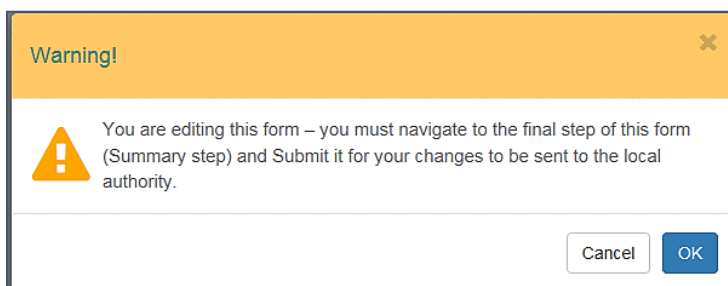 Warning!
You are editing this form – you must navigate to the final step of this form
(Summary step) and Submit it for your changes to be sent to the local
authority.
Cancel
OK